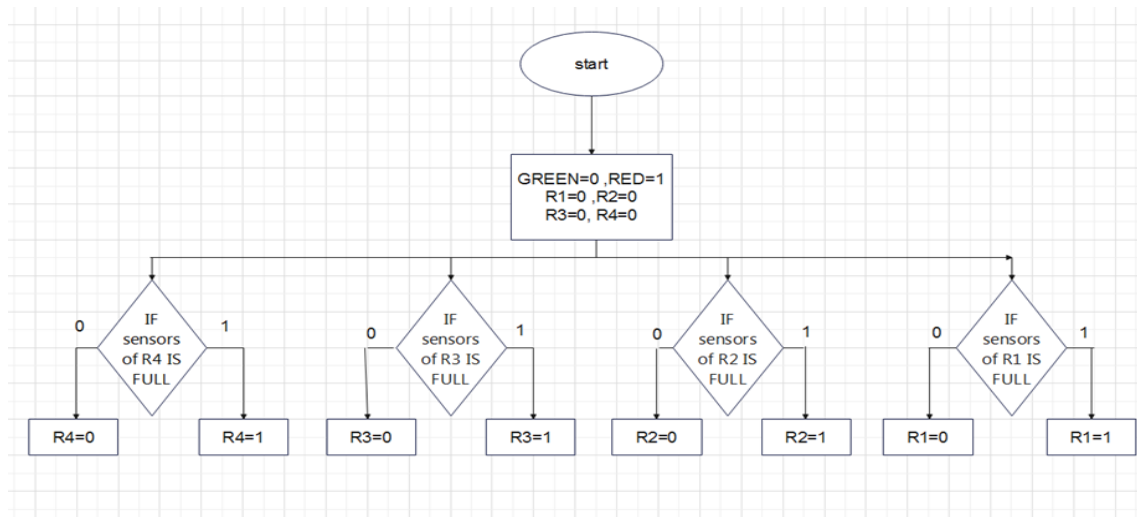 start
GREEN=0 ,RED=1
R1=0 ,R2=0
R3=0, R4=0
0
IF
sensors
of R4 IS
FULL
1
0
IF
sensors
of R3 IS
FULL
1
0
IF
sensors
of R2 IS
FULL
1
0
IF
sensors
of R1 IS
FULL
1
R4=0
R4=1
R3=0
R3=1
R2=0
R2=1
R1=0
R1=1